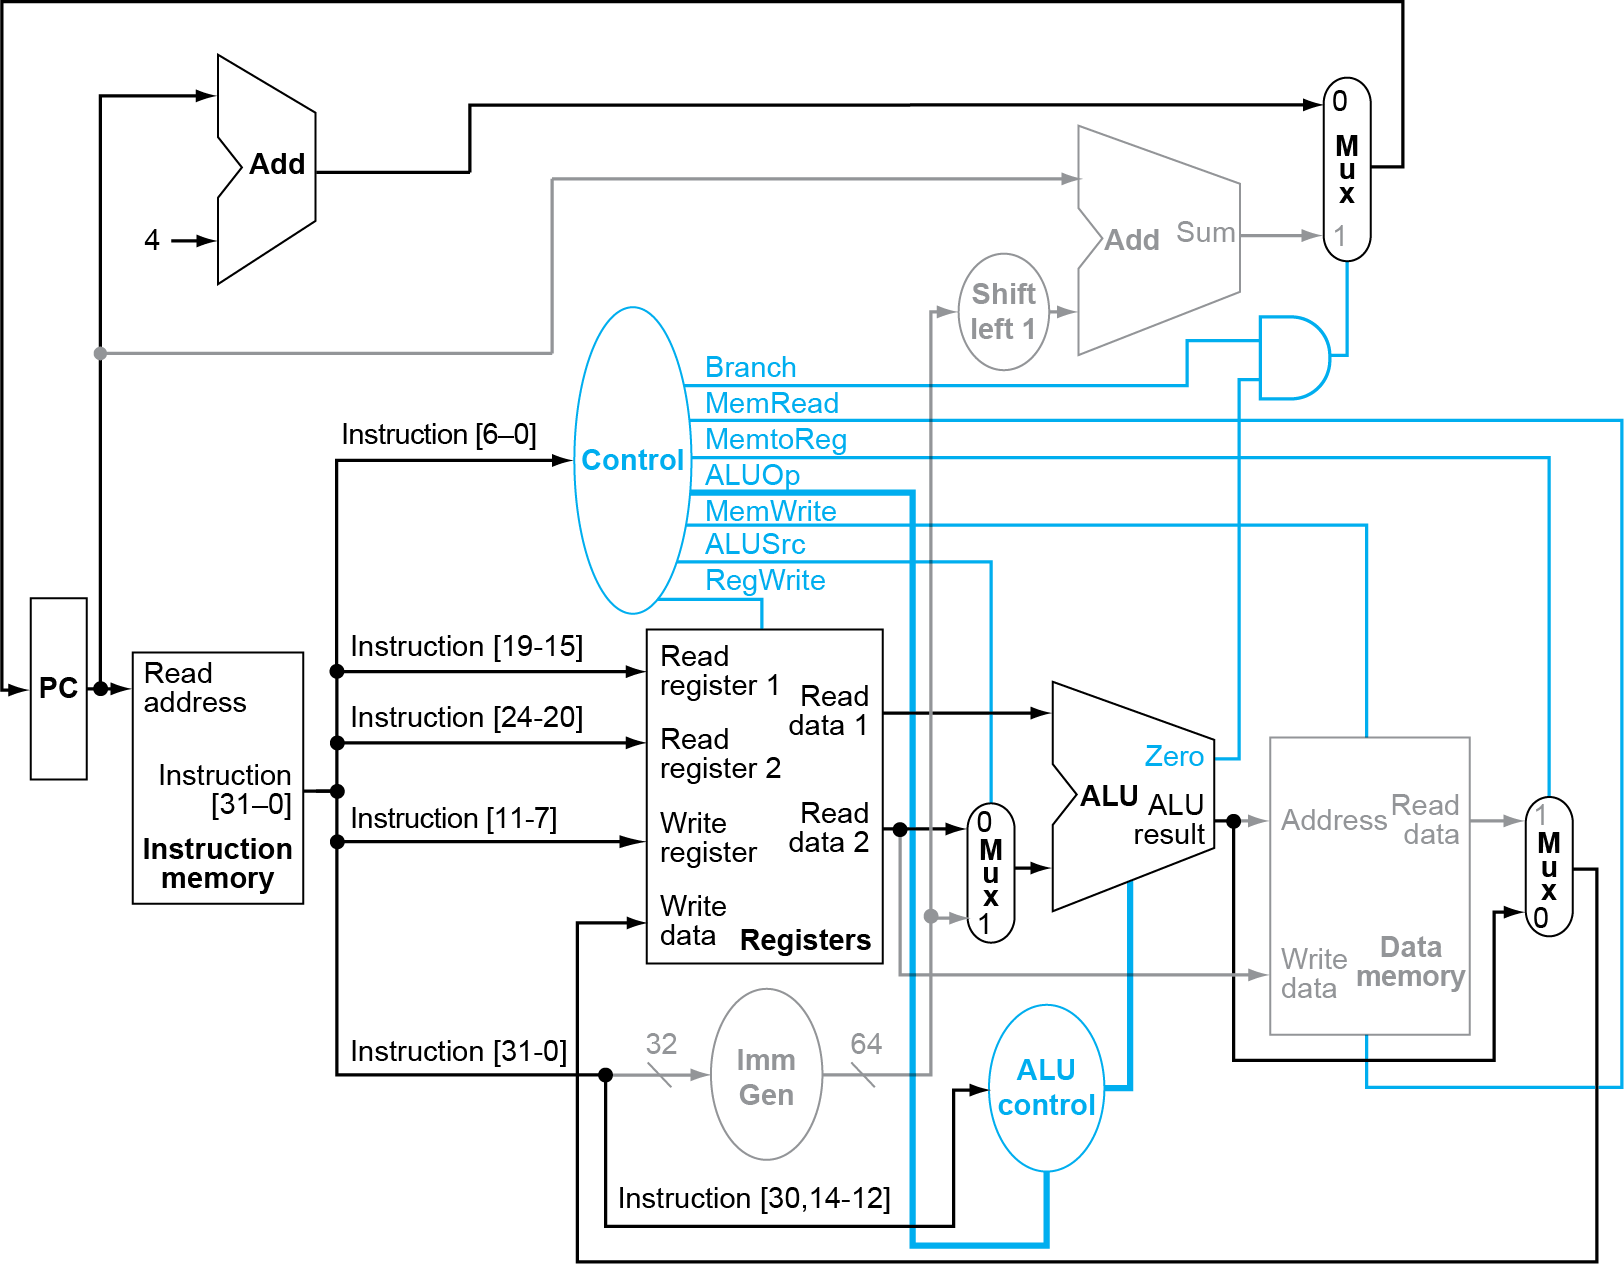 0
M
u
x
1
Add
4
Add
Sum
Shift
left 1
Branch
MemRead
MemtoReg
ALUOp
MemWrite
ALUSrc
RegWrite
Control
Instruction [6–0]
Instruction [19-15]
Instruction [24-20]
Instruction [11-7]
Instruction [31-0]
PC
Read
address
Instruction
[31–0]
Instruction
memory
Read
register 1
Read
register 2
Write
register
Write
data
Read
data 1
Read
data 2
Registers
0
M
u
x
1
Zero
ALU
ALU
result
Address
Read
data
Write
data
Data
memory
1
M
u
x
0
32
Imm
Gen
64
ALU
control
Instruction [30,14-12]